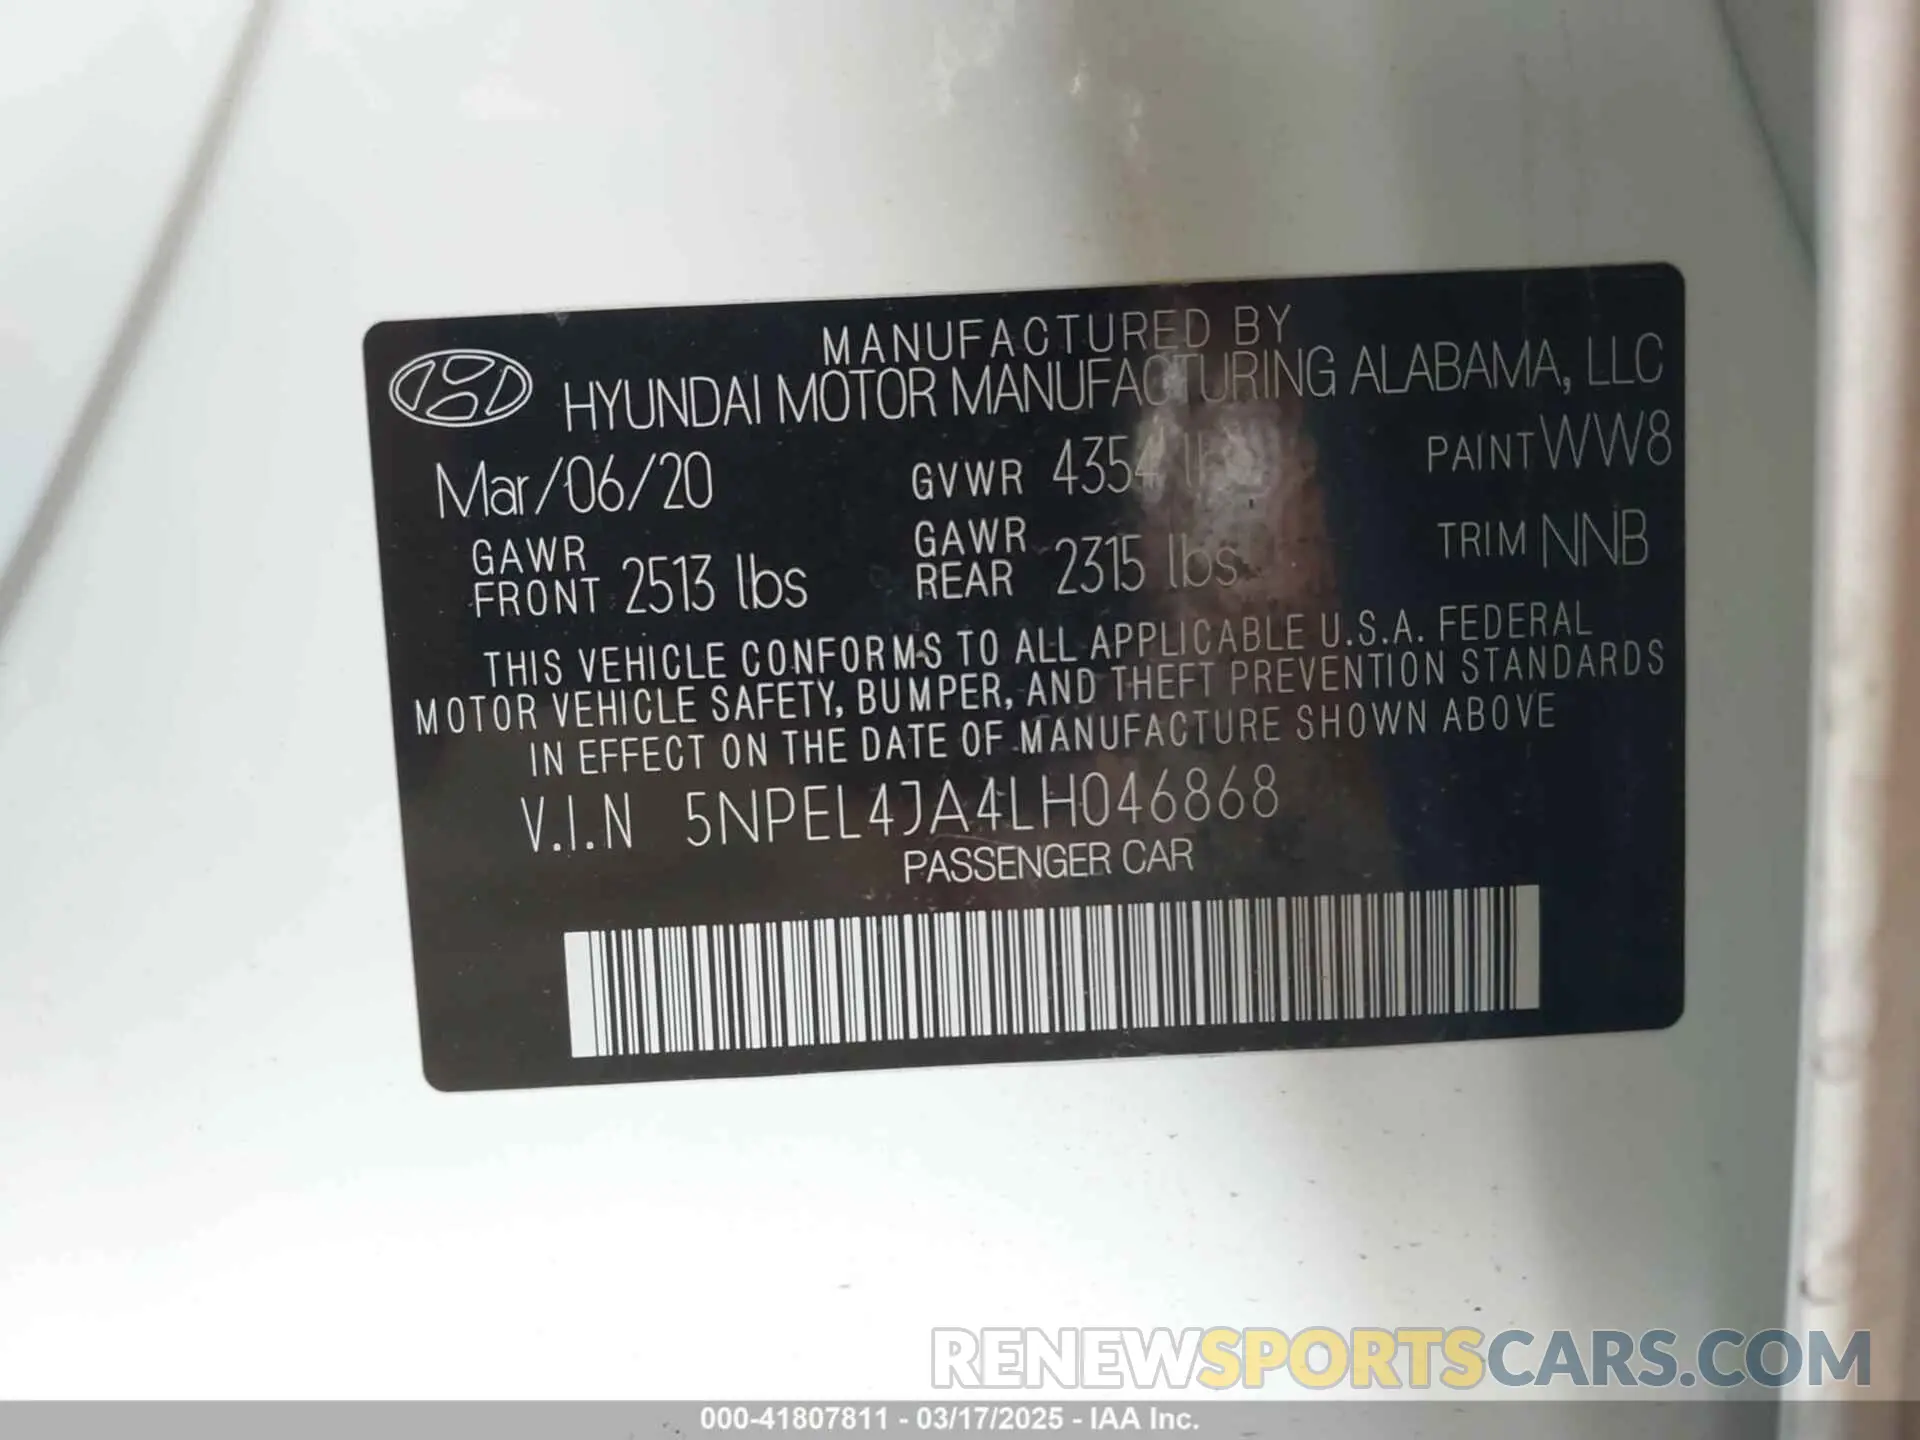 MANUFACTURED BY
HYUNDAI MOTOR MANUFACTURING ALABAMA, LLC
Mar/06/20 GVWR 4354 lbs PAINT WW8
GAWR FRONT 2513 lbs GAWR REAR 2315 lbs TRIM NNB
THIS VEHICLE CONFORMS TO ALL APPLICABLE U.S.A. FEDERAL
MOTOR VEHICLE SAFETY, BUMPER, AND THEFT PREVENTION STANDARDS
IN EFFECT ON THE DATE OF MANUFACTURE SHOWN ABOVE
V.I.N 5NPEL4JA4LH046868
PASSENGER CAR
RENEWSPORTSCARS.COM
000-41807811 - 03/17/2025 - IAA Inc.